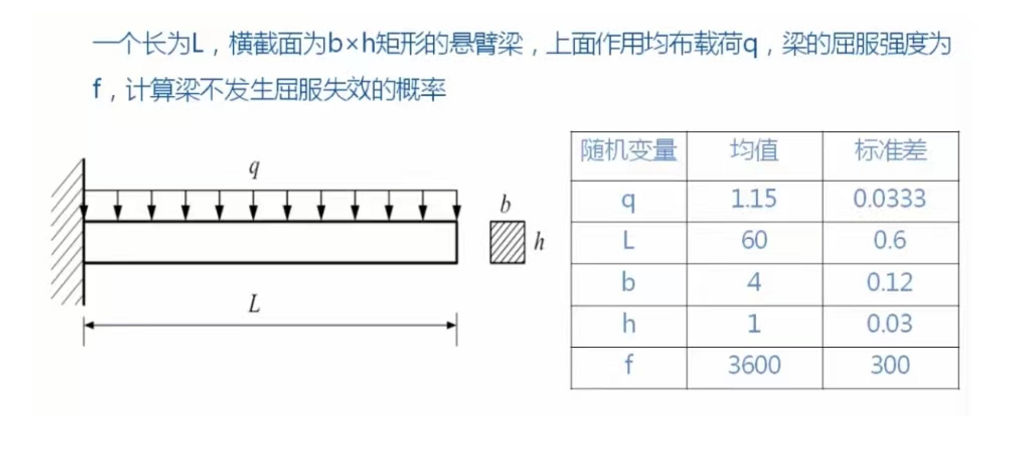 一个长为L，横截面为b×h矩形的悬臂梁，上面作用均布载荷q，梁的屈服强度为
f，计算梁不发生屈服失效的概率
q
b
h
L
随机变量 均值 标准差
q 1.15 0.0333
L 60 0.6
b 4 0.12
h 1 0.03
f 3600 300